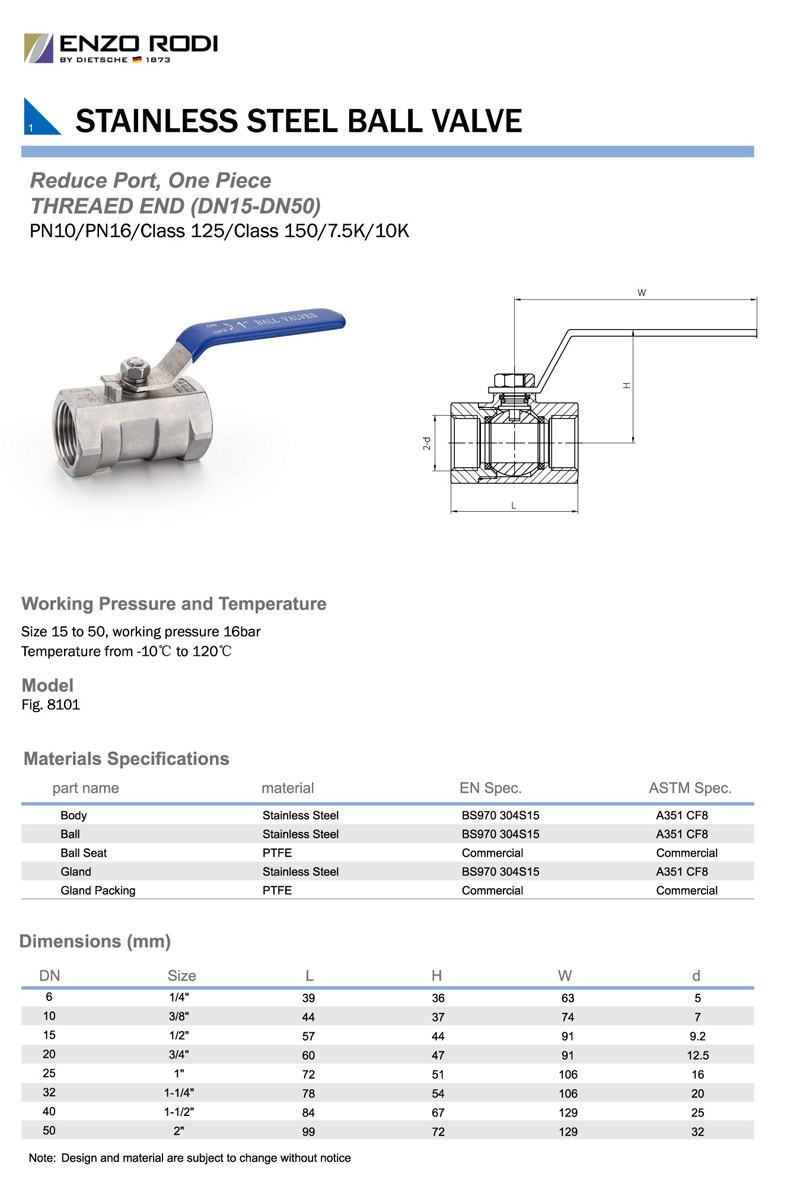 ENZO RODI
BY DIETSCHE 1873
1
STAINLESS STEEL BALL VALVE
Reduce Port, One Piece
THREAED END (DN15-DN50)
PN10/PN16/Class 125/Class 150/7.5K/10K
ON
OFF
1" BALL VALVES
W
H
2-d
L
Working Pressure and Temperature
Size 15 to 50, working pressure 16bar
Temperature from -10℃ to 120℃
Model
Fig. 8101
Materials Specifications
part name material EN Spec. ASTM Spec.
Body Stainless Steel BS970 304S15 A351 CF8
Ball Stainless Steel BS970 304S15 A351 CF8
Ball Seat PTFE Commercial Commercial
Gland Stainless Steel BS970 304S15 A351 CF8
Gland Packing PTFE Commercial Commercial
Dimensions (mm)
DN Size L H W d
6 1/4" 39 36 63 5
10 3/8" 44 37 74 7
15 1/2" 57 44 91 9.2
20 3/4" 60 47 91 12.5
25 1" 72 51 106 16
32 1-1/4" 78 54 106 20
40 1-1/2" 84 67 129 25
50 2" 99 72 129 32
Note: Design and material are subject to change without notice